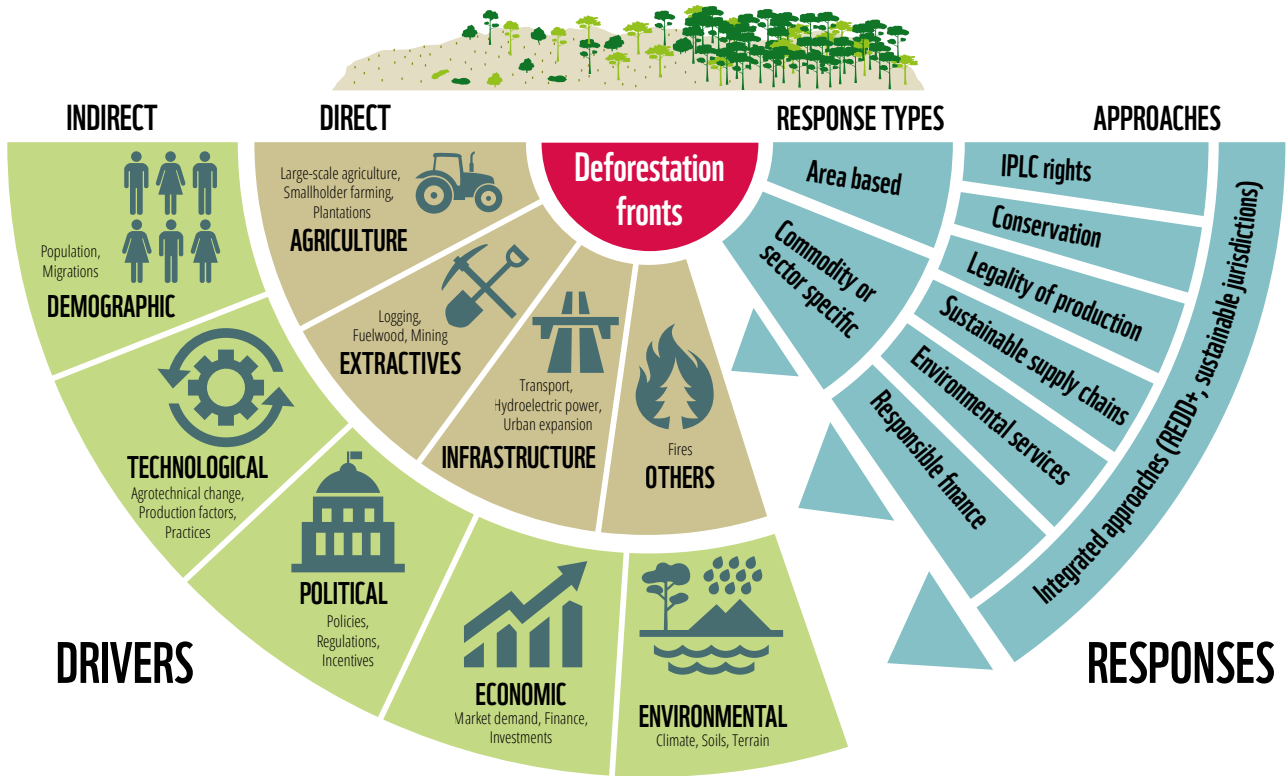 INDIRECT
DIRECT
RESPONSE TYPES
APPROACHES
Deforestation
fronts
Population,
Migrations
DEMOGRAPHIC
TECHNOLOGICAL
Agrotechnical change,
Production factors,
Practices
POLITICAL
Policies,
Regulations,
Incentives
ECONOMIC
Market demand, Finance,
Investments
ENVIRONMENTAL
Climate, Soils, Terrain
Large-scale agriculture,
Smallholder farming,
Plantations
AGRICULTURE
Logging,
Fuelwood, Mining
EXTRACTIVES
Transport,
Hydroelectric power,
Urban expansion
INFRASTRUCTURE
Fires
OTHERS
Area based
Commodity or
sector specific
IPLC rights
Conservation
Legality of production
Sustainable supply chains
Environmental services
Responsible finance
Integrated approaches (REDD+, sustainable jurisdictions)
DRIVERS
RESPONSES